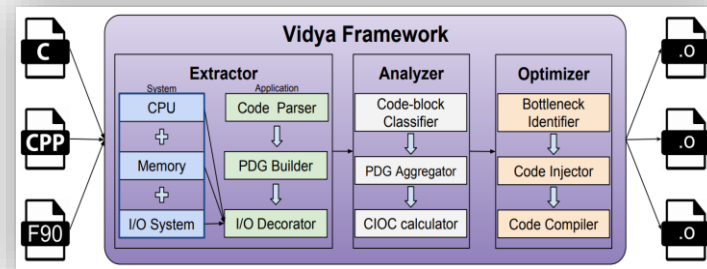 Vidya Framework
C
CPP
F90
Extractor
System
Application
CPU
Code Parser
Memory
PDG Builder
I/O System
I/O Decorator
Analyzer
Code-block
Classifier
PDG Aggregator
CIOC calculator
Optimizer
Bottleneck
Identifier
Code Injector
Code Compiler
.o
.o
.o